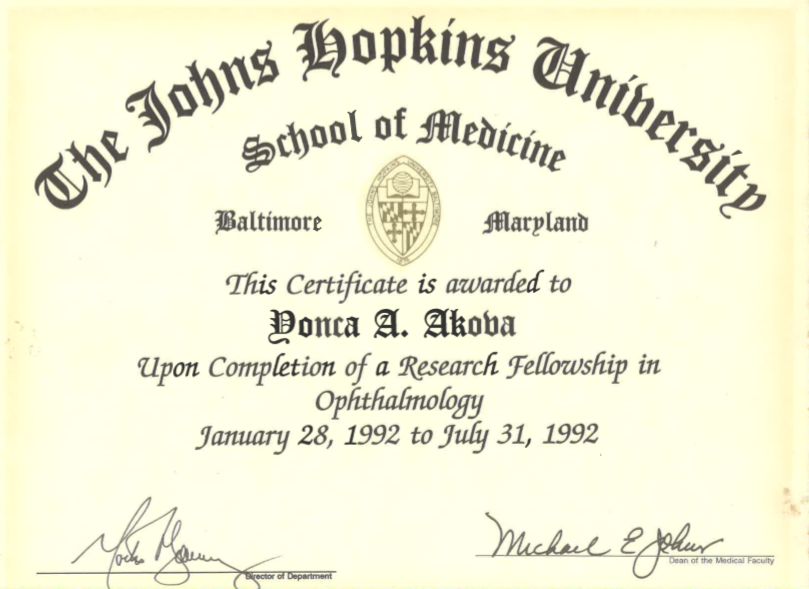 The Johns Hopkins University
School of Medicine
Baltimore Maryland
This Certificate is awarded to
Yonca A. Akova
Upon Completion of a Research Fellowship in
Ophthalmology
January 28, 1992 to July 31, 1992
Michael E Johns
Director of Department
Dean of the Medical Faculty